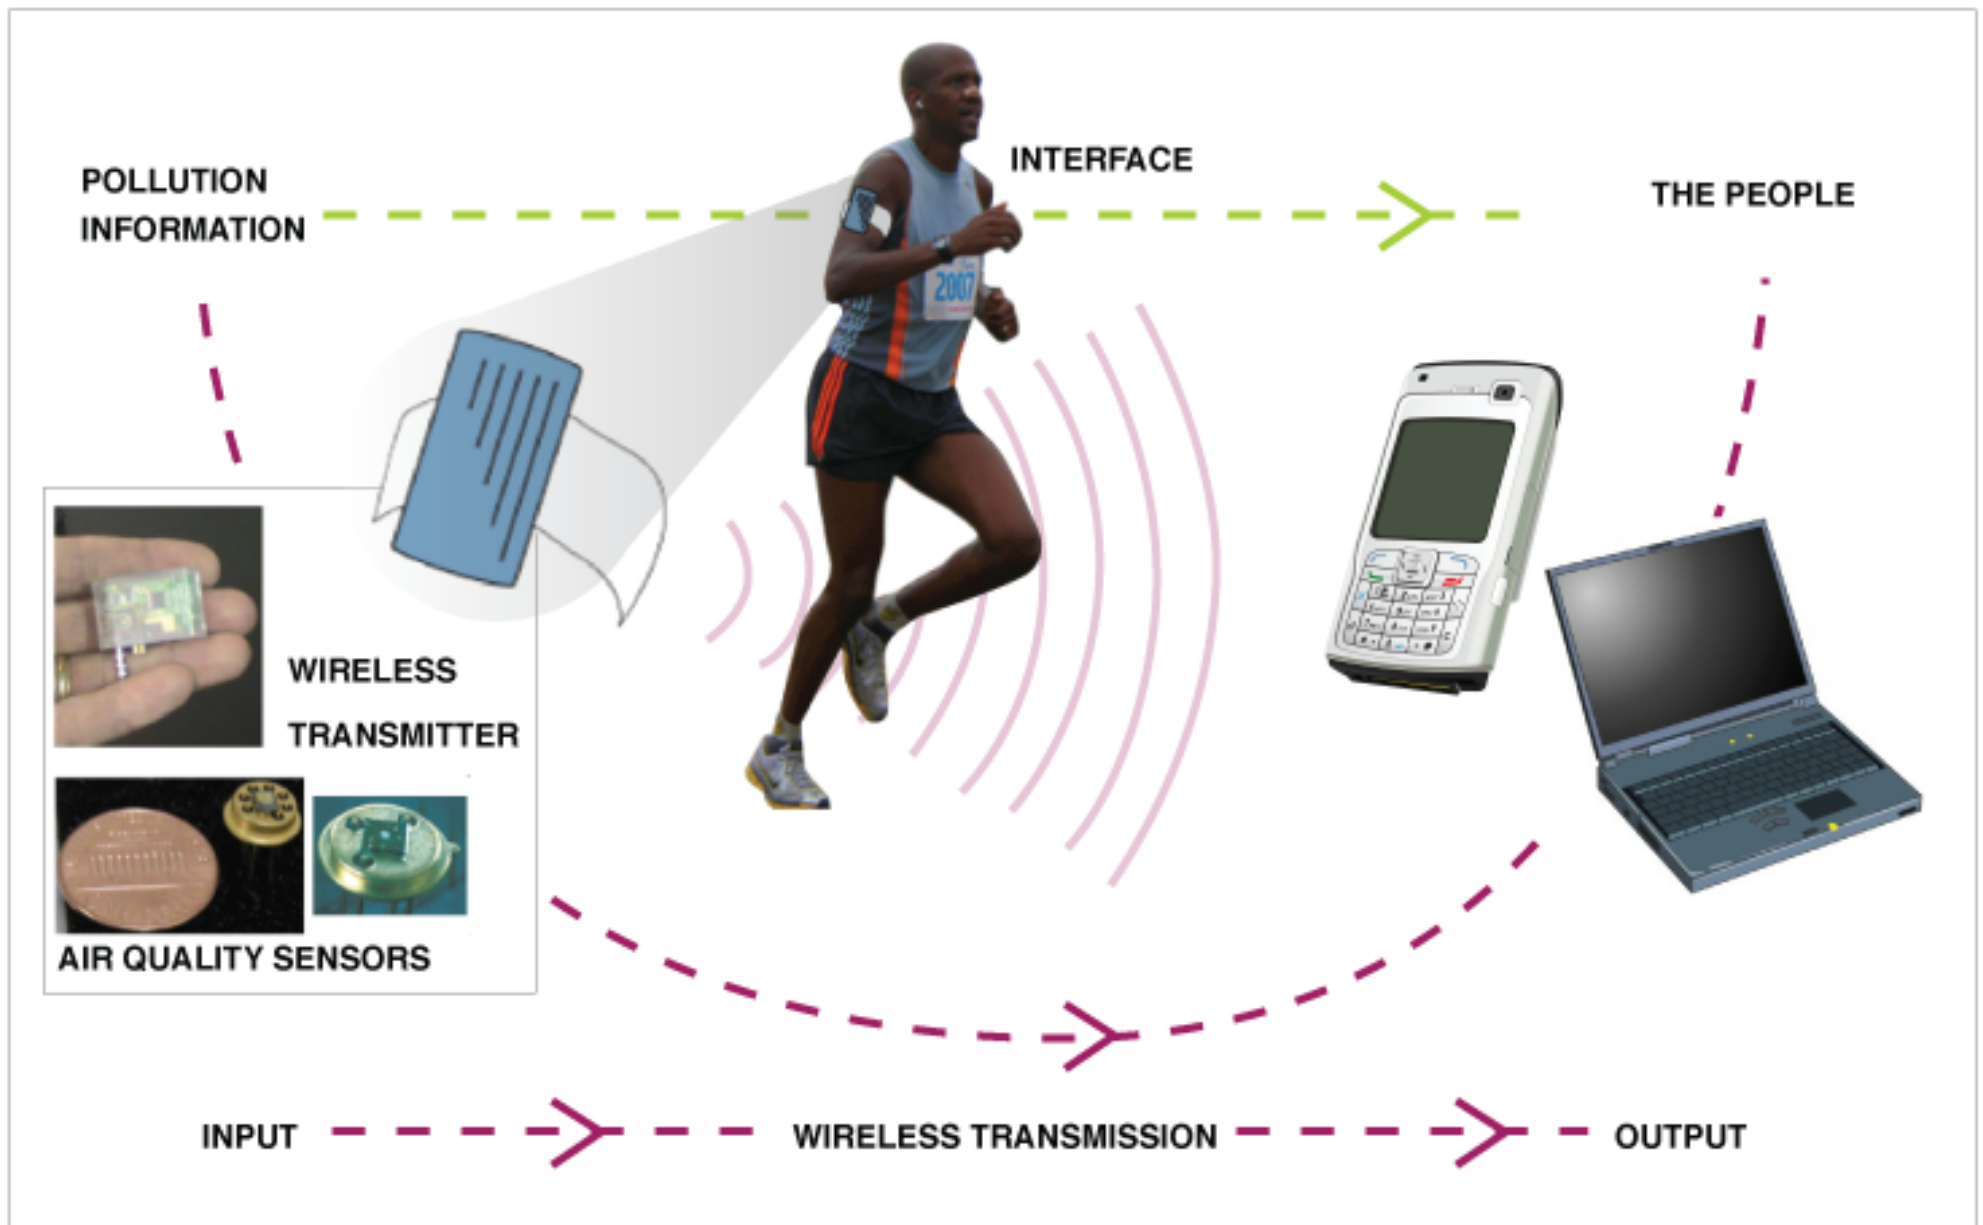 POLLUTION
INFORMATION
INTERFACE
THE PEOPLE
2007
WIRELESS
TRANSMITTER
AIR QUALITY SENSORS
INPUT
WIRELESS TRANSMISSION
OUTPUT